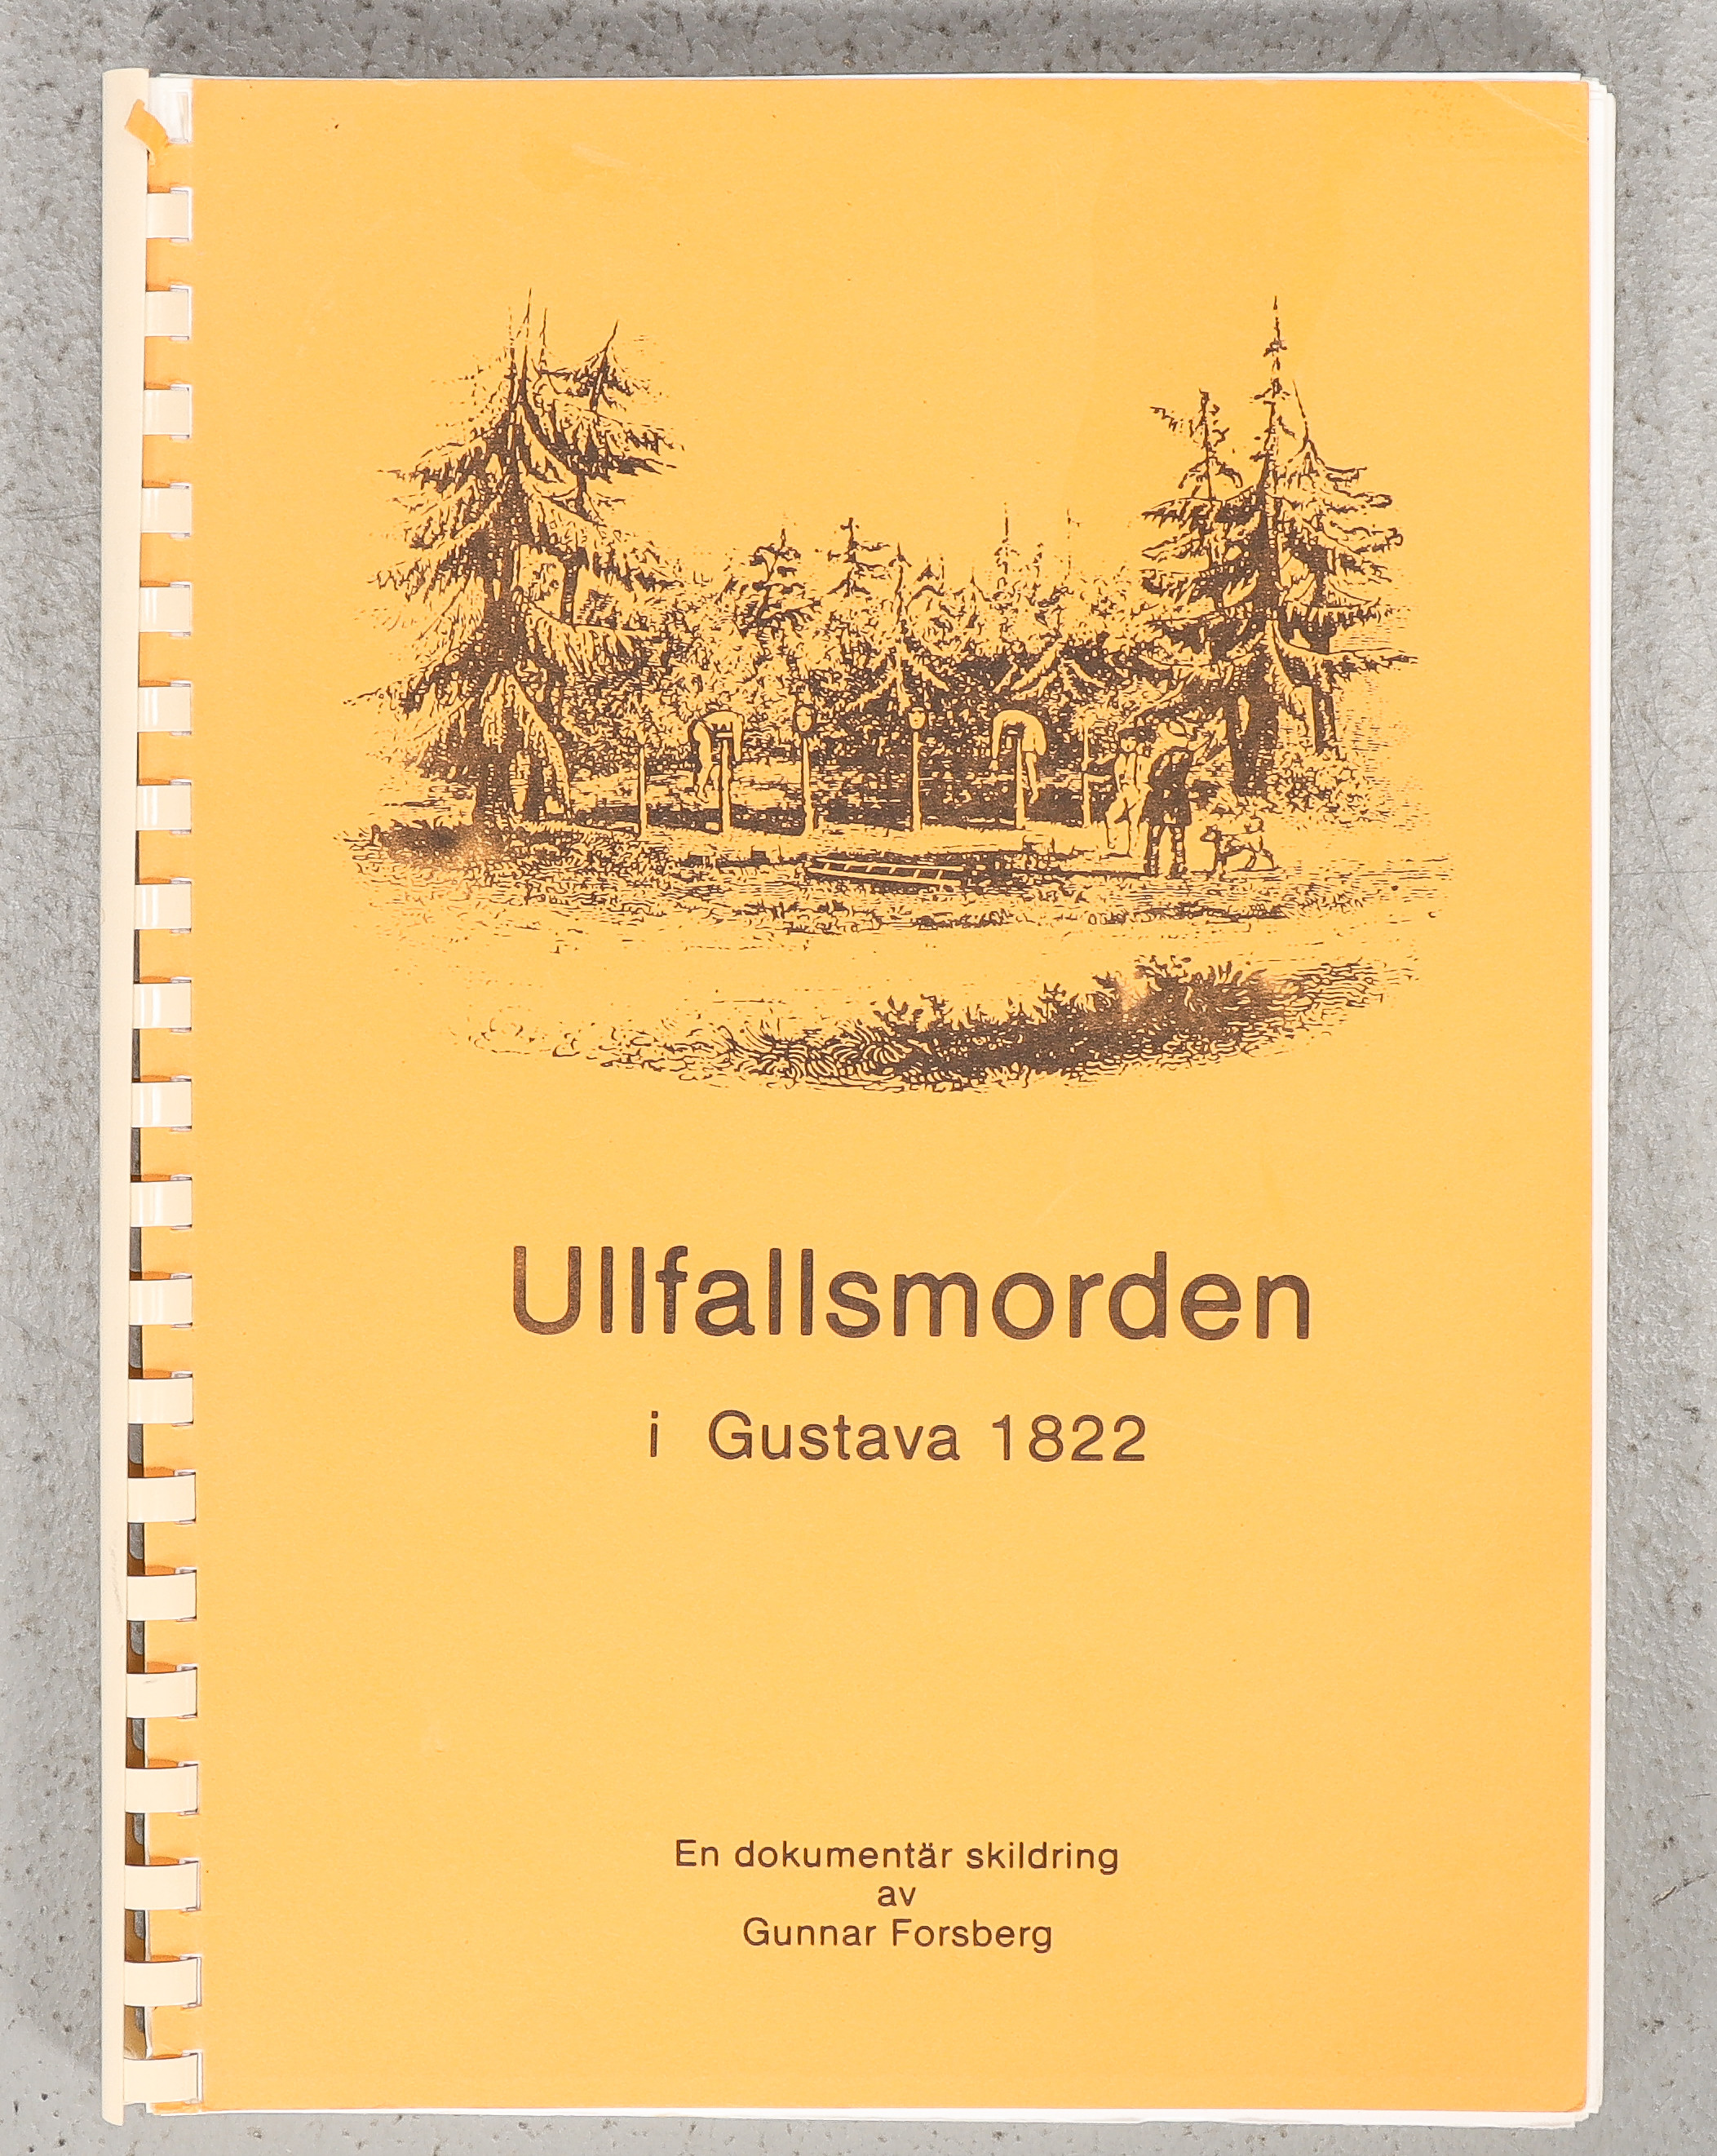 Ullfallsmorden
i Gustava 1822
En dokumentär skildring
av
Gunnar Forsberg